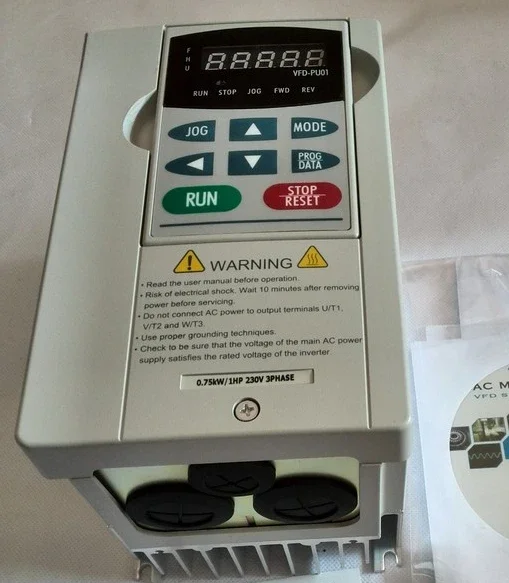 F
H
U
88888
VFD-PU01
RUN STOP JOG FWD REV
JOG MODE
PROG
DATA
RUN STOP
RESET
WARNING
• Read the user manual before operation.
• Risk of electrical shock. Wait 10 minutes after removing
power before servicing.
• Do not connect AC power to output terminals U/T1,
V/T2 and W/T3.
• Use proper grounding techniques.
• Check to be sure that the voltage of the main AC power
supply satisfies the rated voltage of the inverter.
0.75kW/1HP 230V 3PHASE
AC M
VFD S